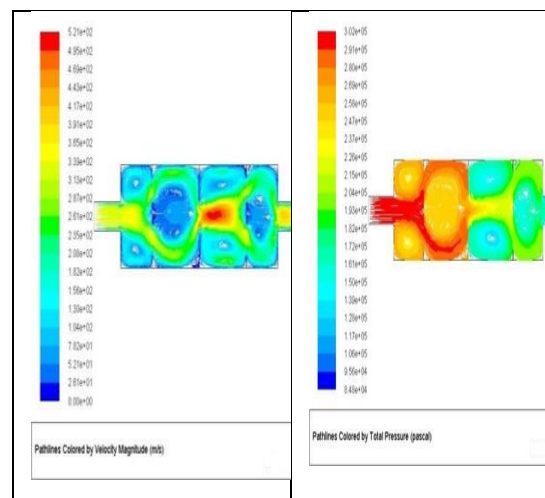 5.21e+02
4.95e+02
4.69e+02
4.43e+02
4.17e+02
3.91e+02
3.65e+02
3.39e+02
3.13e+02
2.87e+02
2.61e+02
2.35e+02
2.08e+02
1.82e+02
1.56e+02
1.30e+02
1.04e+02
7.82e+01
5.21e+01
2.61e+01
0.00e+00
Pathlines Colored by Velocity Magnitude (m/s)
3.02e+05
2.91e+05
2.80e+05
2.69e+05
2.58e+05
2.47e+05
2.37e+05
2.26e+05
2.15e+05
2.04e+05
1.93e+05
1.82e+05
1.72e+05
1.61e+05
1.50e+05
1.39e+05
1.28e+05
1.17e+05
1.06e+05
9.56e+04
8.48e+04
Pathlines Colored by Total Pressure (pascal)